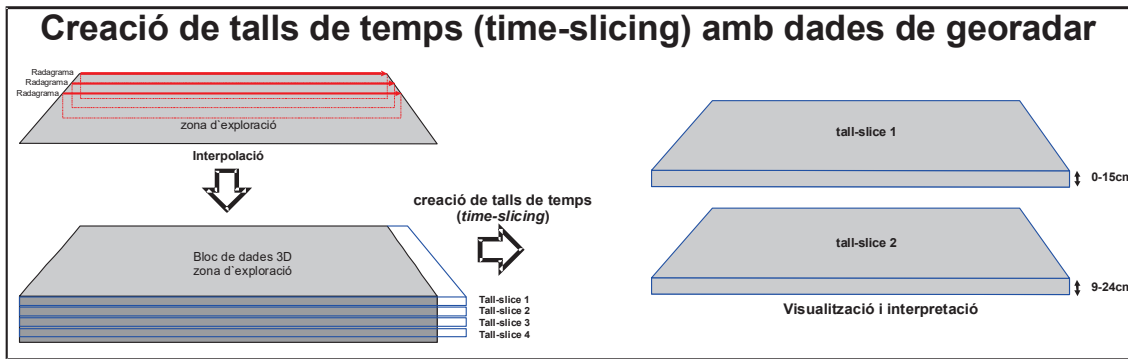 Creació de talls de temps (time-slicing) amb dades de georadar
Radagrama
Radagrama
Radagrama
zona d`exploració
Interpolació
Bloc de dades 3D
zona d`exploració
Tall-slice 1
Tall-slice 2
Tall-slice 3
Tall-slice 4
creació de talls de temps
(time-slicing)
tall-slice 1
0-15cm
tall-slice 2
9-24cm
Visualització i interpretació